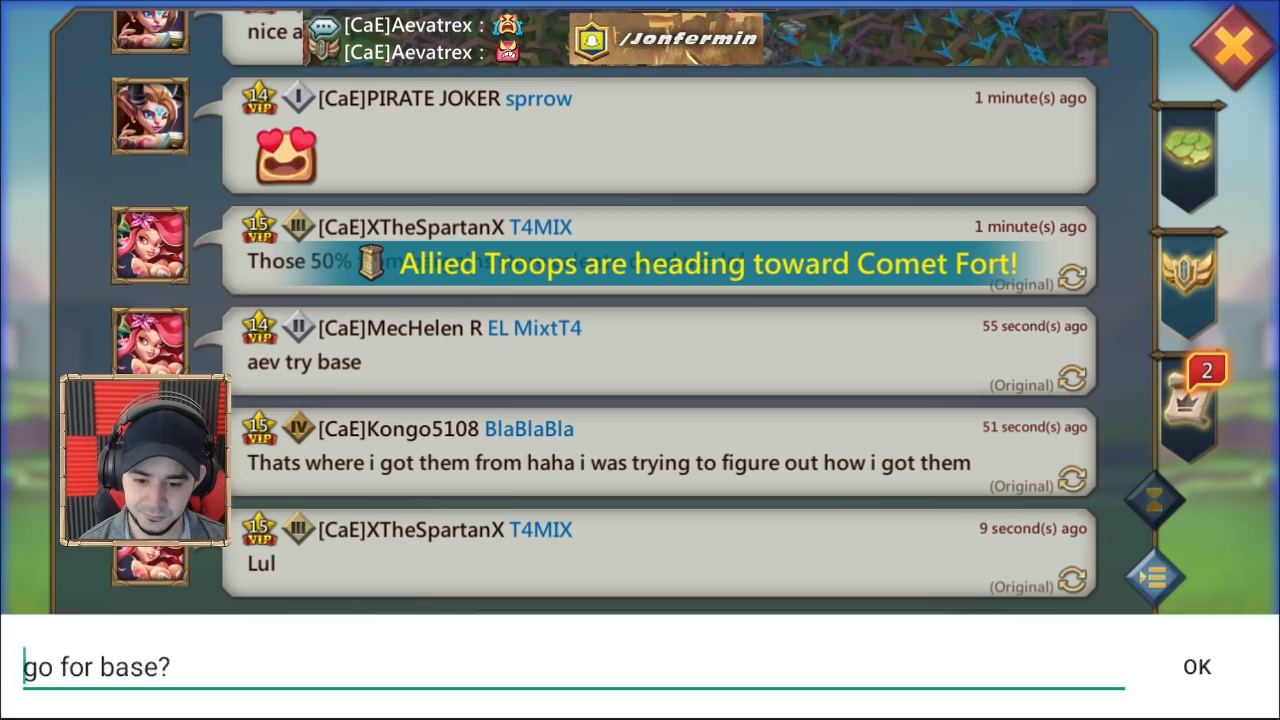 nice a
[CaE]Aevatrex :
[CaE]Aevatrex :
/Jonfermin
14 VIP I [CaE]PIRATE JOKER sprrow 1 minute(s) ago
15 VIP III [CaE]XTheSpartanX T4MIX 1 minute(s) ago
Those 50%
Allied Troops are heading toward Comet Fort!
(Original)
14 VIP II [CaE]MecHelen R EL MixtT4 55 second(s) ago
aev try base
(Original)
2
15 VIP IV [CaE]Kongo5108 BlaBlaBla 51 second(s) ago
Thats where i got them from haha i was trying to figure out how i got them
(Original)
15 VIP III [CaE]XTheSpartanX T4MIX 9 second(s) ago
Lul
(Original)
go for base?
OK